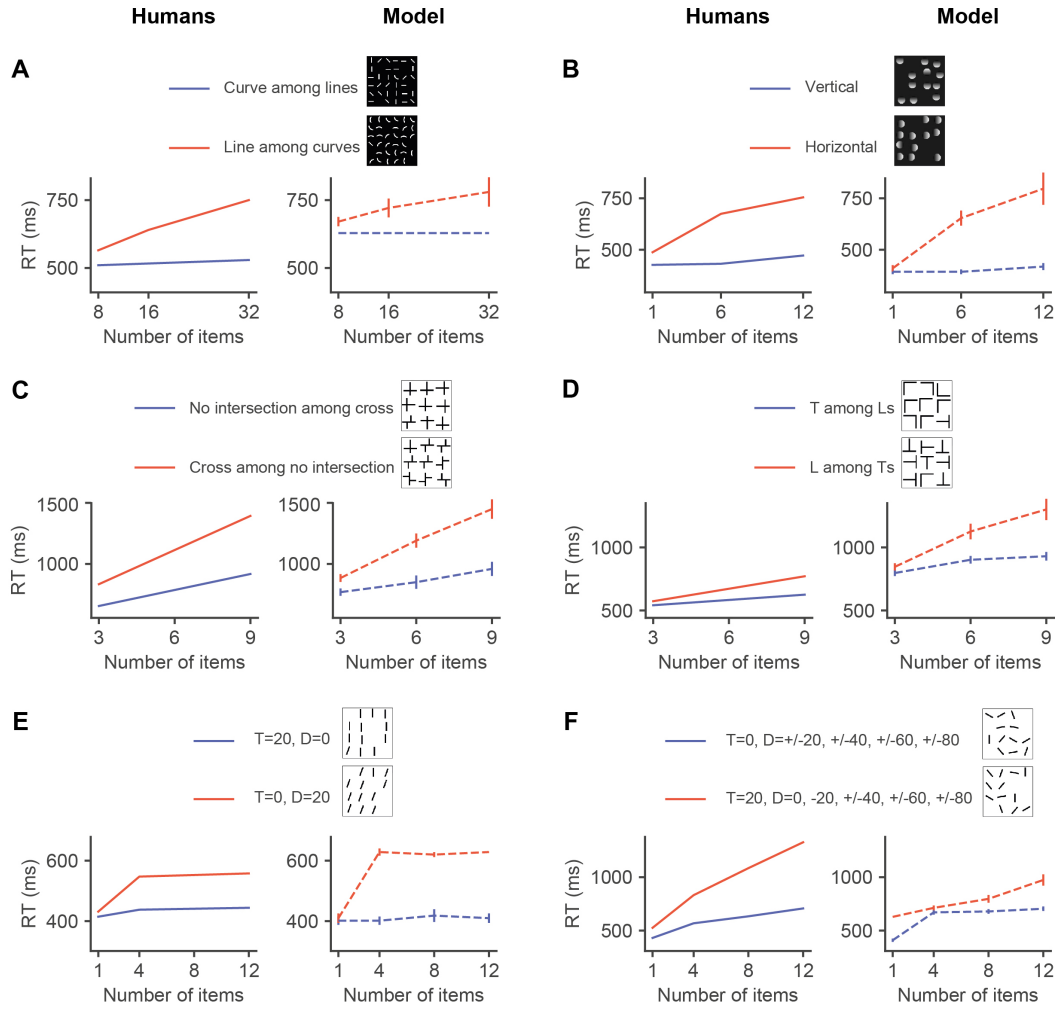 Humans Model Humans Model
A
Curve among lines
Line among curves
750
500
RT (ms)
8 16 32
Number of items
750
500
8 16 32
Number of items
B
Vertical
Horizontal
750
500
RT (ms)
1 6 12
Number of items
750
500
1 6 12
Number of items
C
No intersection among cross
Cross among no intersection
1500
1000
RT (ms)
3 6 9
Number of items
1500
1000
3 6 9
Number of items
D
T among Ls
L among Ts
1000
500
RT (ms)
3 6 9
Number of items
1000
500
3 6 9
Number of items
E
T=20, D=0
T=0, D=20
600
400
RT (ms)
1 4 8 12
Number of items
600
400
1 4 8 12
Number of items
F
T=0, D=+/-20, +/-40, +/-60, +/-80
T=20, D=0, -20, +/-40, +/-60, +/-80
1000
500
RT (ms)
1 4 8 12
Number of items
1000
500
1 4 8 12
Number of items